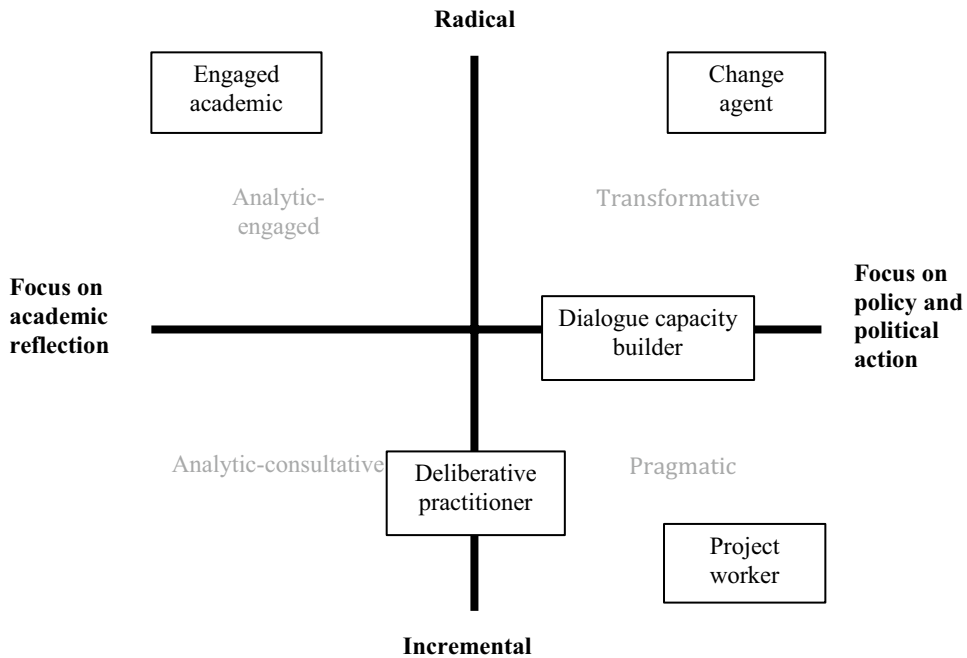 Radical
Engaged
academic
Change
agent
Analytic-
engaged
Transformative
Focus on
academic
reflection
Dialogue capacity
builder
Focus on
policy and
political
action
Analytic-consultative
Deliberative
practitioner
Pragmatic
Project
worker
Incremental